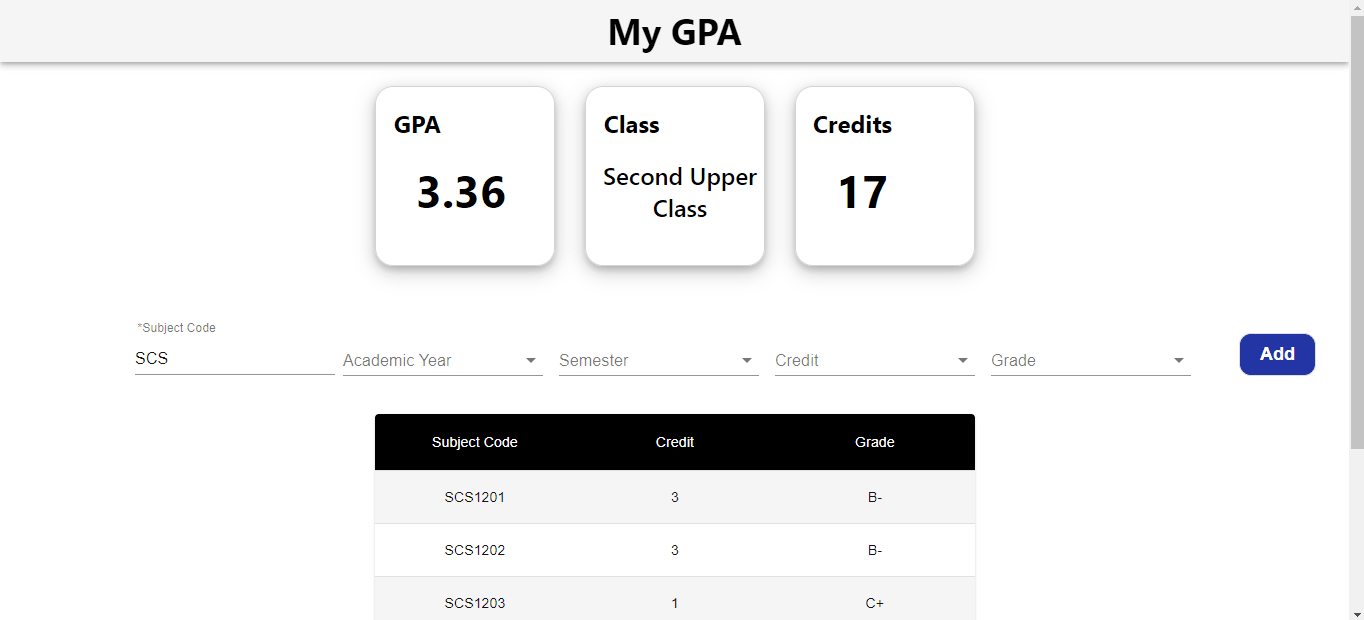 My GPA
GPA
3.36
Class
Second Upper
Class
Credits
17
*Subject Code
SCS
Academic Year
Semester
Credit
Grade
Add
Subject Code Credit Grade
SCS1201 3 B-
SCS1202 3 B-
SCS1203 1 C+